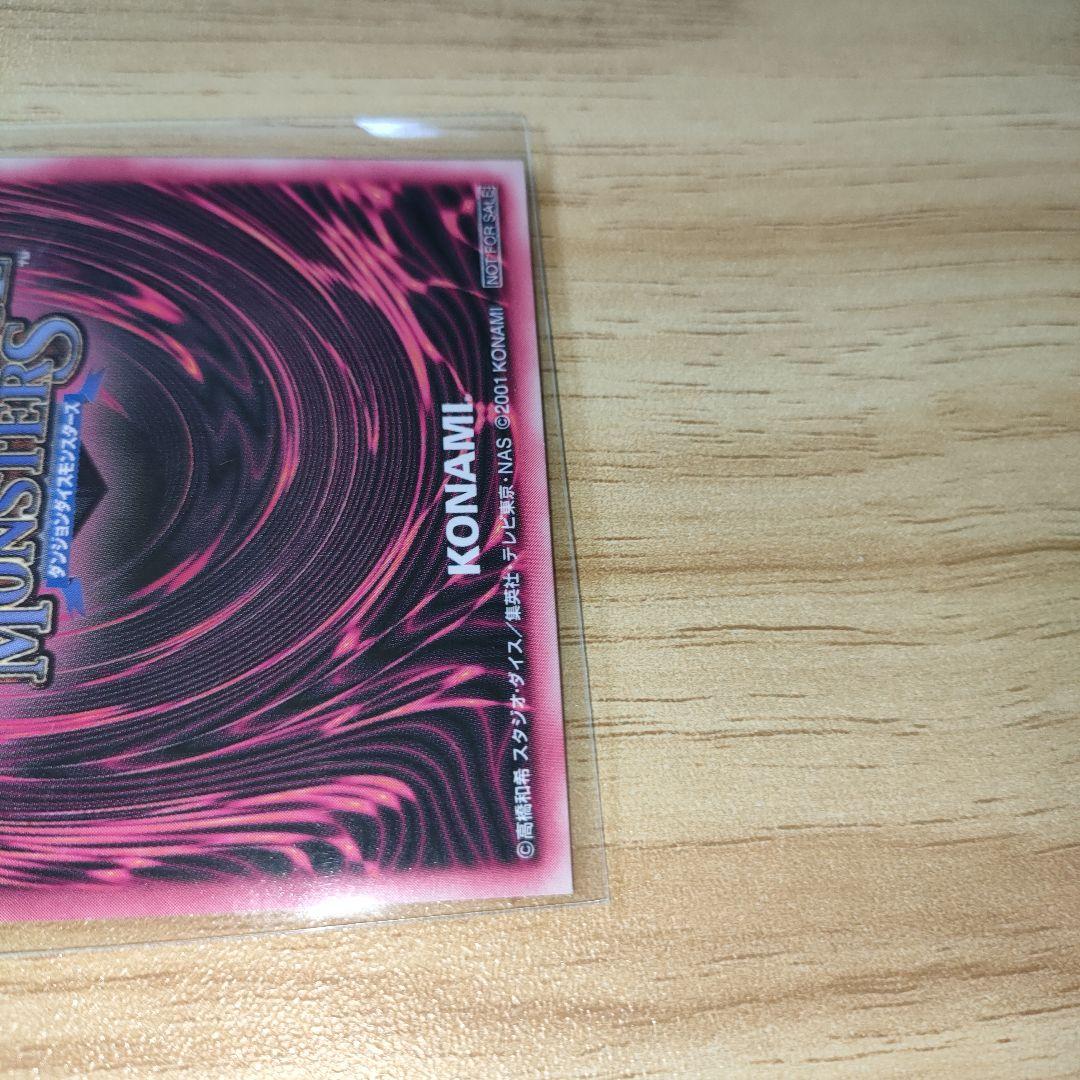 MONSTERS
ダンジョンダイスモンスターズ
KONAMI
NOT FOR SALE
©高橋和希 スタジオ・ダイス／集英社・テレビ東京・NAS ©2001 KONAMI